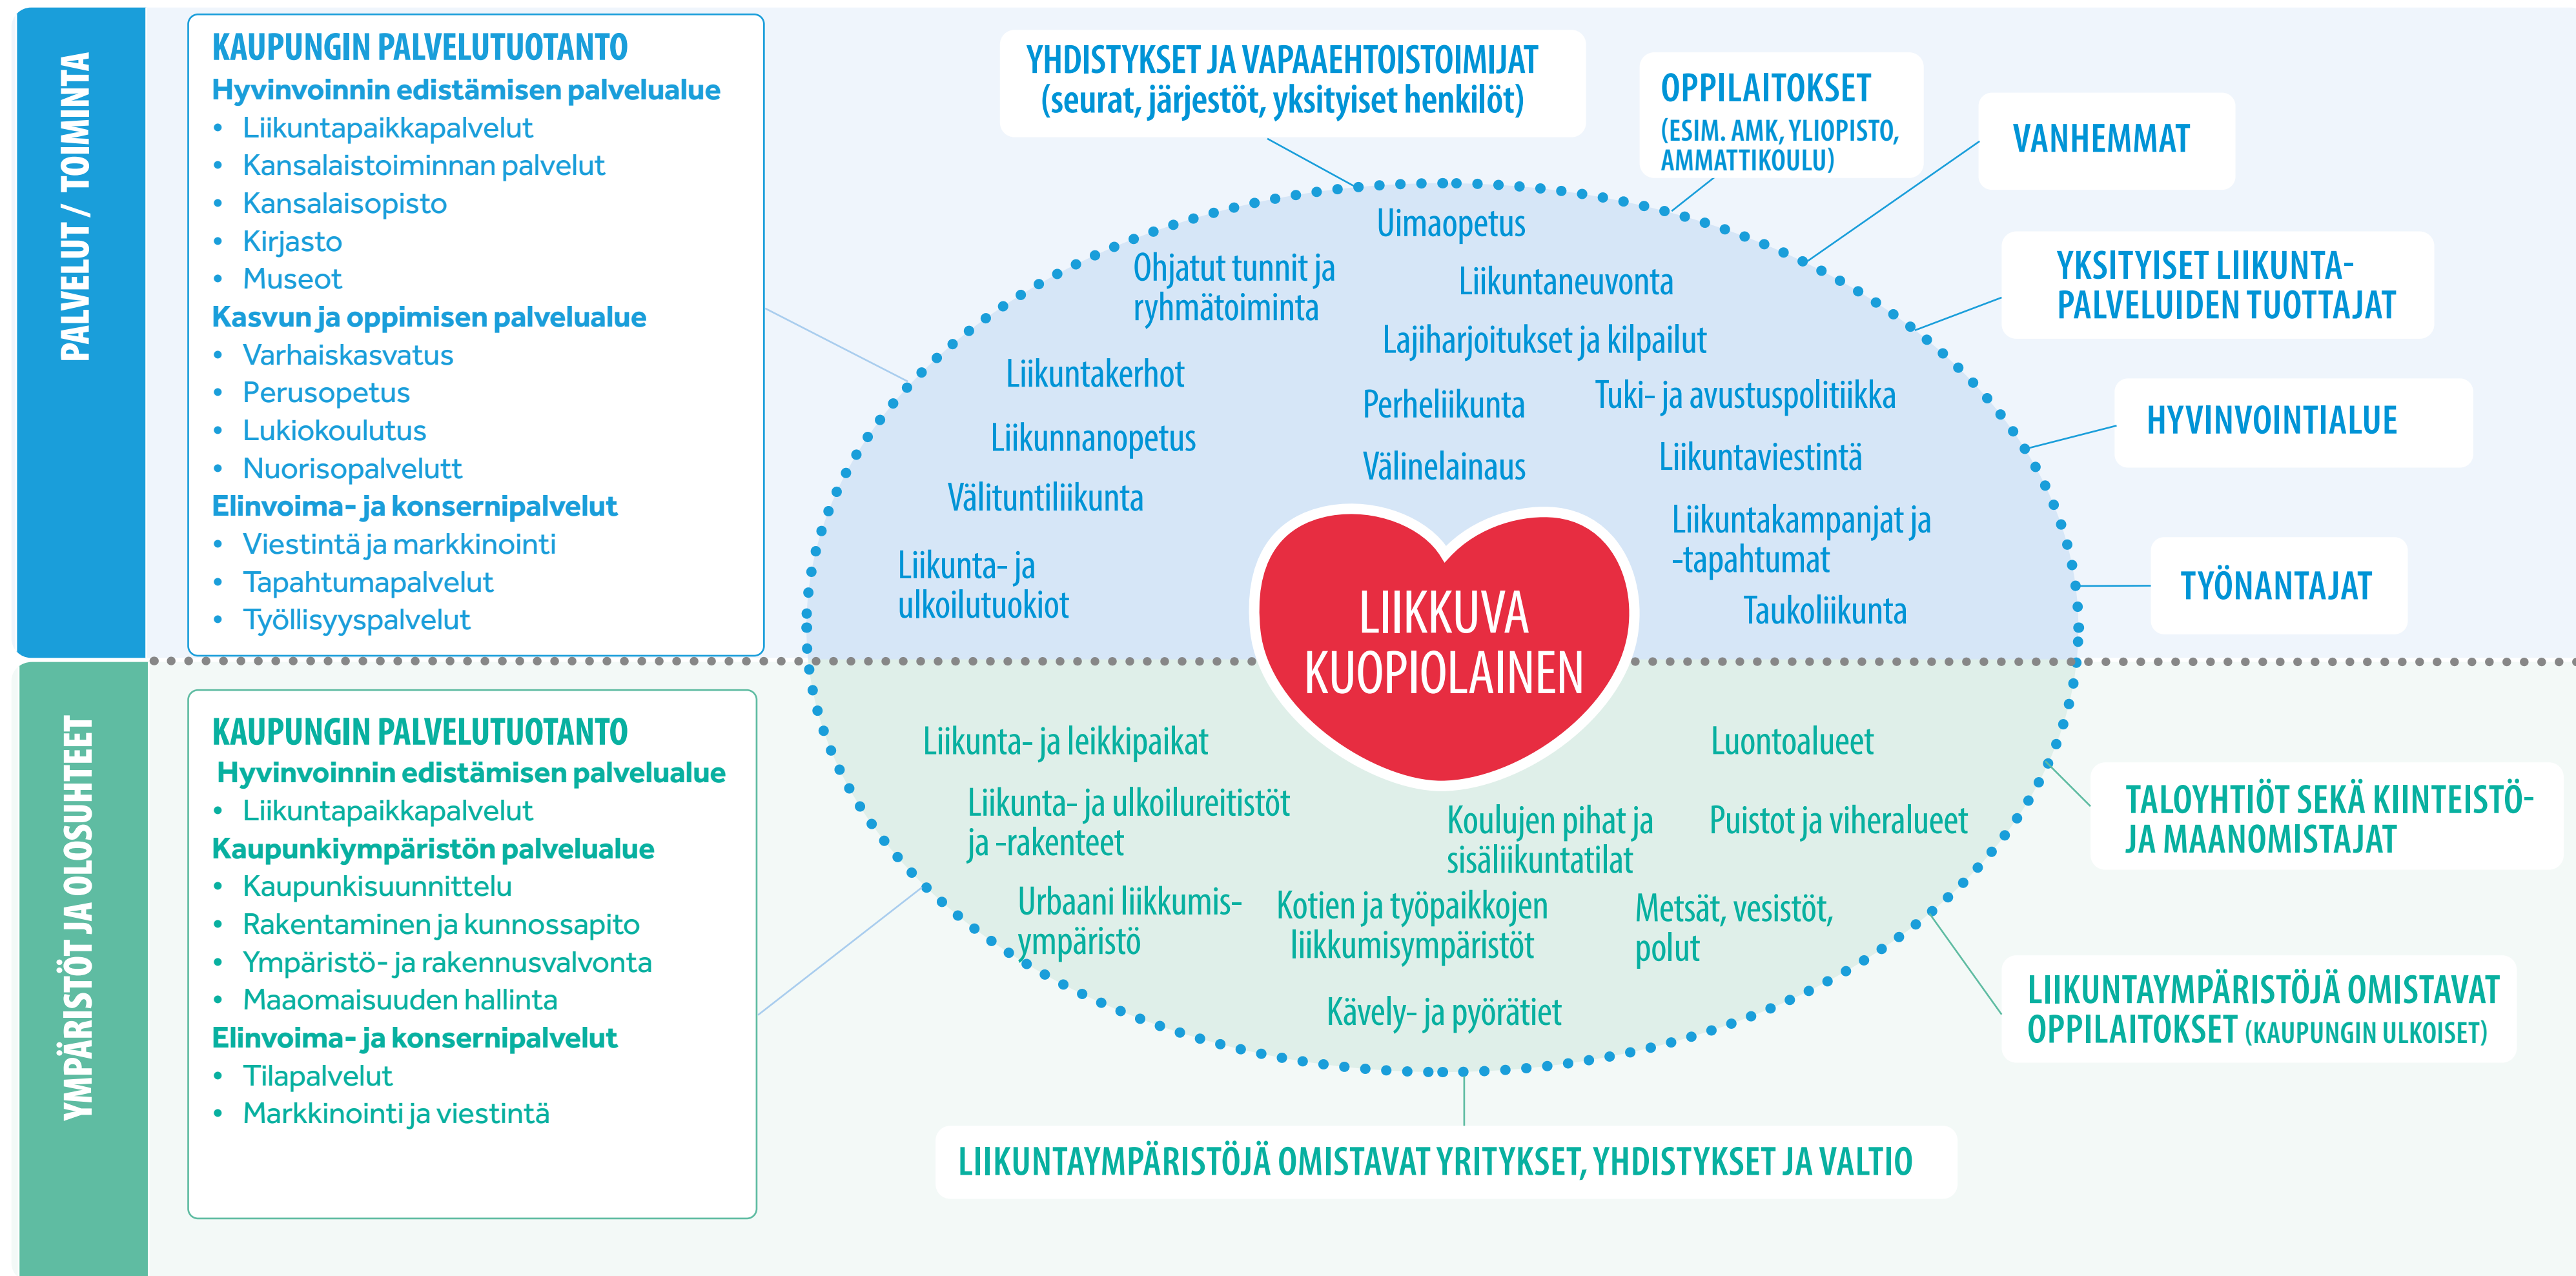 PALVELUT / TOIMINTA
KAUPUNGIN PALVELUTUOTANTO
Hyvinvoinnin edistämisen palvelualue
• Liikuntapaikkapalvelut
• Kansalaistoiminnan palvelut
• Kansalaisopisto
• Kirjasto
• Museot
Kasvun ja oppimisen palvelualue
• Varhaiskasvatus
• Perusopetus
• Lukiokoulutus
• Nuorisopalvelutt
Elinvoima- ja konsernipalvelut
• Viestintä ja markkinointi
• Tapahtumapalvelut
• Työllisyyspalvelut
YHDISTYKSET JA VAPAAEHTOISTOIMIJAT
(seurat, järjestöt, yksityiset henkilöt)
OPPILAITOKSET
(ESIM. AMK, YLIOPISTO,
AMMATTIKOULU)
VANHEMMAT
YKSITYISET LIIKUNTA-
PALVELUIDEN TUOTTAJAT
HYVINVOINTIALUE
TYÖNANTAJAT
Uimaopetus
Ohjatut tunnit ja
ryhmätoiminta
Liikuntaneuvonta
Lajiharjoitukset ja kilpailut
Liikuntakerhot
Perheliikunta
Tuki- ja avustuspolitiikka
Liikunnanopetus
Välinelainaus
Liikuntaviestintä
Välituntiliikunta
Liikuntakampanjat ja
-tapahtumat
Liikunta- ja
ulkoilutuokiot
Taukoliikunta
LIIKKUVA
KUOPIOLAINEN
YMPÄRISTÖT JA OLOSUHTEET
KAUPUNGIN PALVELUTUOTANTO
Hyvinvoinnin edistämisen palvelualue
• Liikuntapaikkapalvelut
Kaupunkiympäristön palvelualue
• Kaupunkisuunnittelu
• Rakentaminen ja kunnossapito
• Ympäristö- ja rakennusvalvonta
• Maaomaisuuden hallinta
Elinvoima- ja konsernipalvelut
• Tilapalvelut
• Markkinointi ja viestintä
Liikunta- ja leikkipaikat
Luontoalueet
Liikunta- ja ulkoilureitistöt
ja -rakenteet
Koulujen pihat ja
sisäliikuntatilat
Puistot ja viheralueet
Urbaani liikkumis-
ympäristö
Kotien ja työpaikkojen
liikkumisympäristöt
Metsät, vesistöt,
polut
Kävely- ja pyörätiet
TALOYHTIÖT SEKÄ KIINTEISTÖ-
JA MAANOMISTAJAT
LIIKUNTAYMPÄRISTÖJÄ OMISTAVAT
OPPILAITOKSET (KAUPUNGIN ULKOISET)
LIIKUNTAYMPÄRISTÖJÄ OMISTAVAT YRITYKSET, YHDISTYKSET JA VALTIO